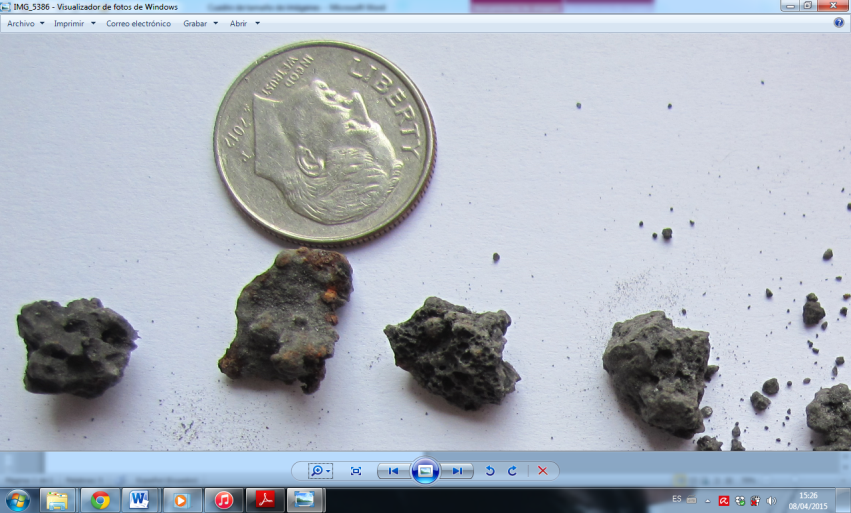 IMG_5386 - Visualizador de fotos de Windows
Archivo Imprimir Correo electrónico Grabar Abrir
LIBERTY
IN GOD
WE TRUST
P 2012
ES
15:26
08/04/2015